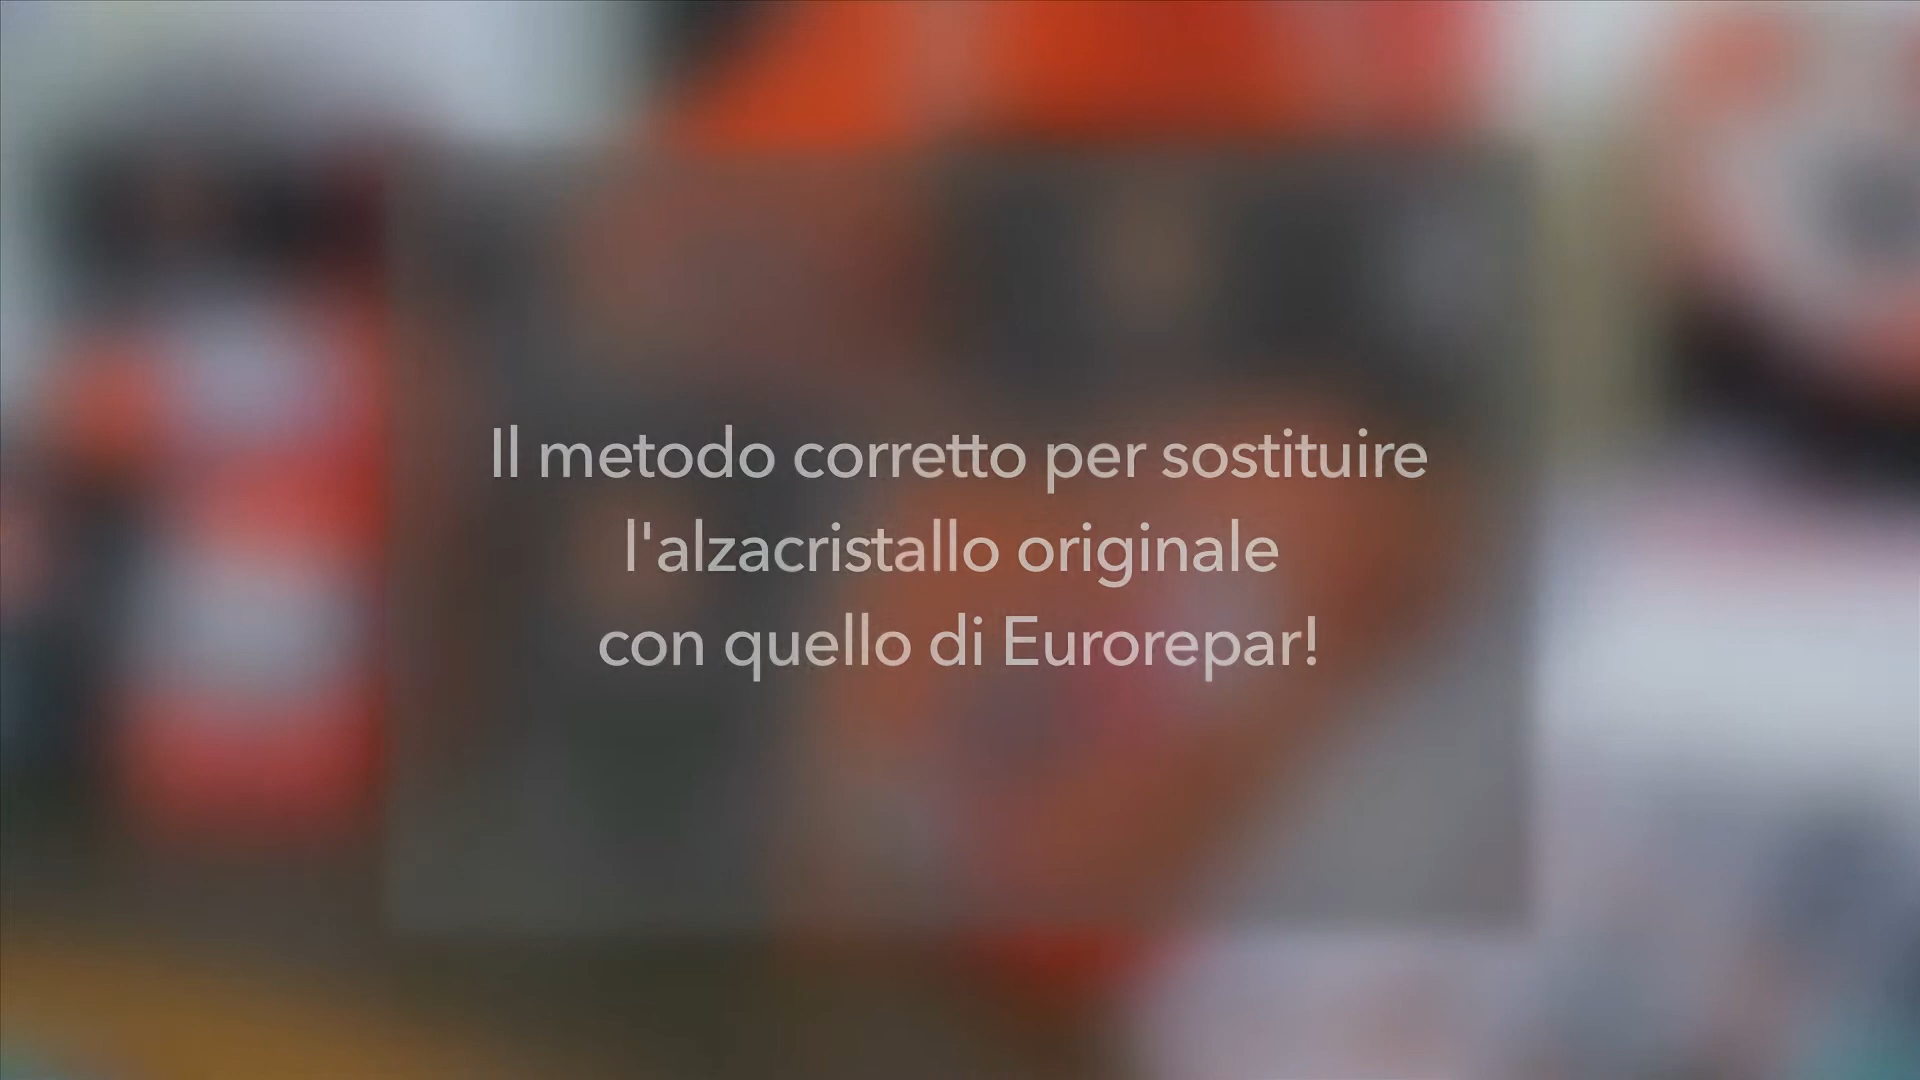 Il metodo corretto per sostituire
l'alzacristallo originale
con quello di Eurorepar!